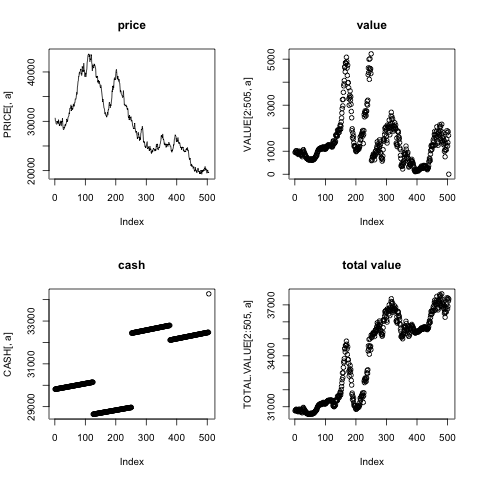 price
PRICE[, a]
20000 30000 40000
0 100 200 300 400 500
Index
value
VALUE[2:505, a]
0 1000 3000 5000
0 100 200 300 400 500
Index
cash
CASH[, a]
29000 31000 33000
0 100 200 300 400 500
Index
total value
TOTAL.VALUE[2:505, a]
31000 34000 37000
0 100 200 300 400 500
Index